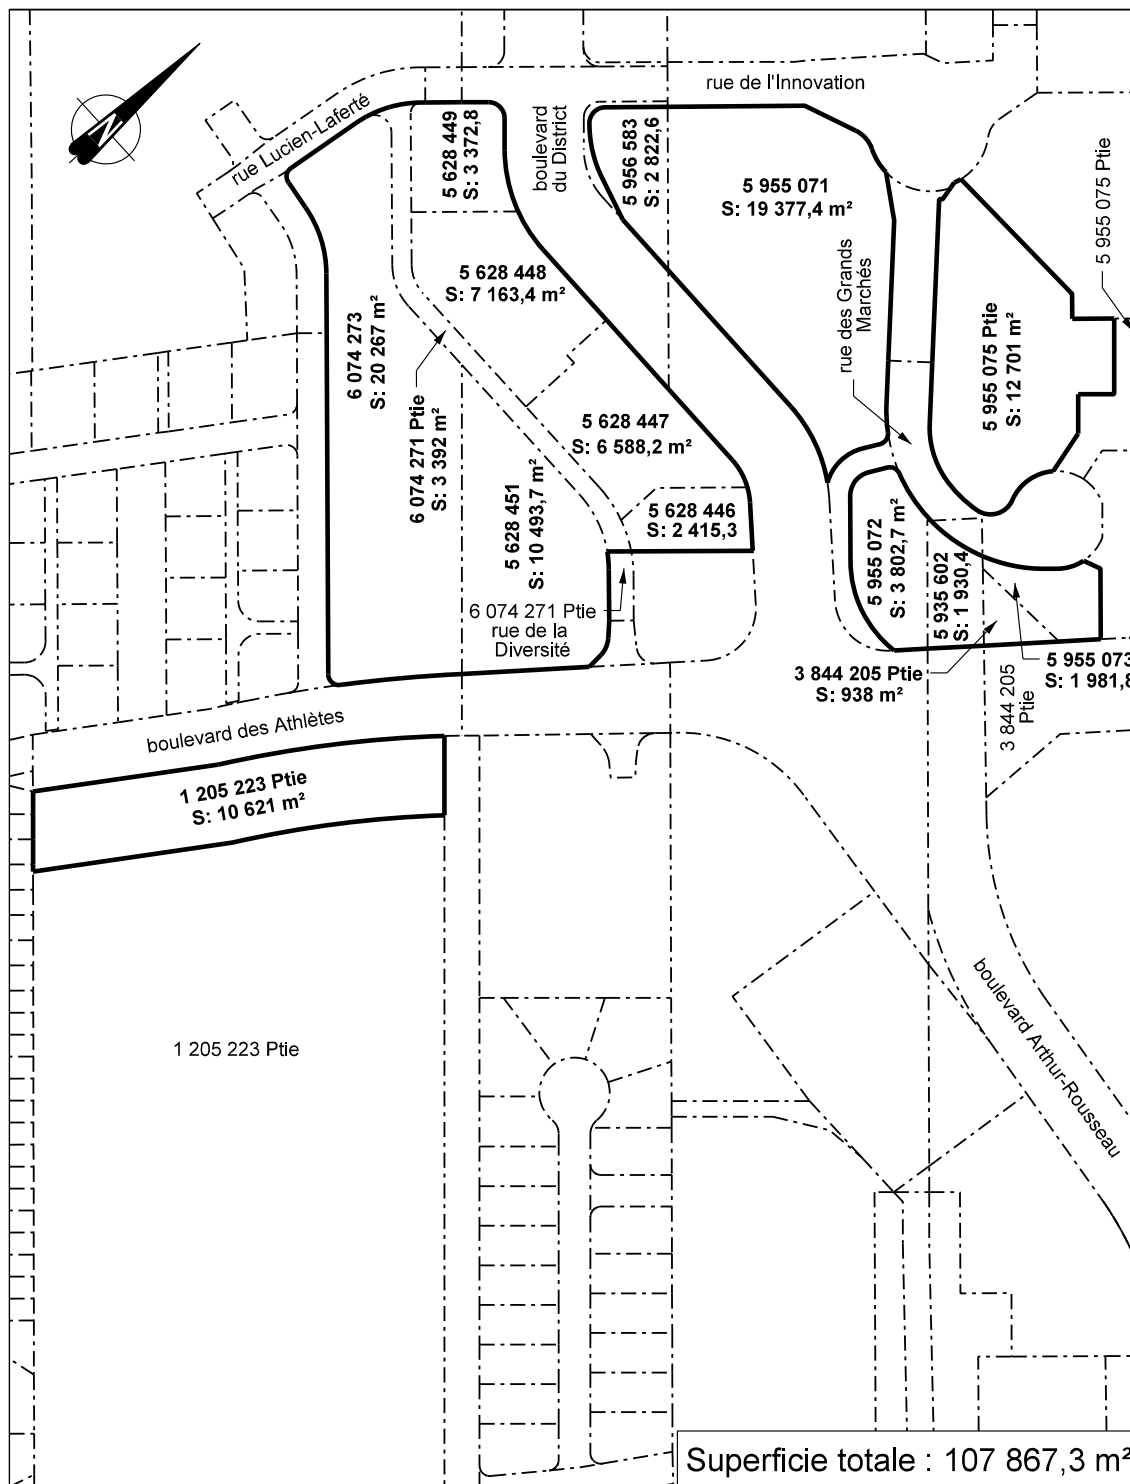 rue de l'Innovation
rue Lucien-Laferté
N
5 628 449
S: 3 372,8
boulevard
du District
5 956 583
S: 2 822,6
5 955 071
S: 19 377,4 m²
5 955 075 Ptie
5 628 448
S: 7 163,4 m²
rue des Grands
Marchés
6 074 273
S: 20 267 m²
5 955 075 Ptie
S: 12 701 m²
6 074 271 Ptie
S: 3 392 m²
5 628 447
S: 6 588,2 m²
5 628 451
S: 10 493,7 m²
5 628 446
S: 2 415,3
5 955 072
S: 3 802,7 m²
5 935 602
S: 1 930,4
6 074 271 Ptie
rue de la
Diversité
3 844 205 Ptie
S: 938 m²
3 844 205
Ptie
5 955 073
S: 1 981,8
boulevard des Athlètes
1 205 223 Ptie
S: 10 621 m²
1 205 223 Ptie
boulevard Arthur-Rousseau
Superficie totale : 107 867,3 m²